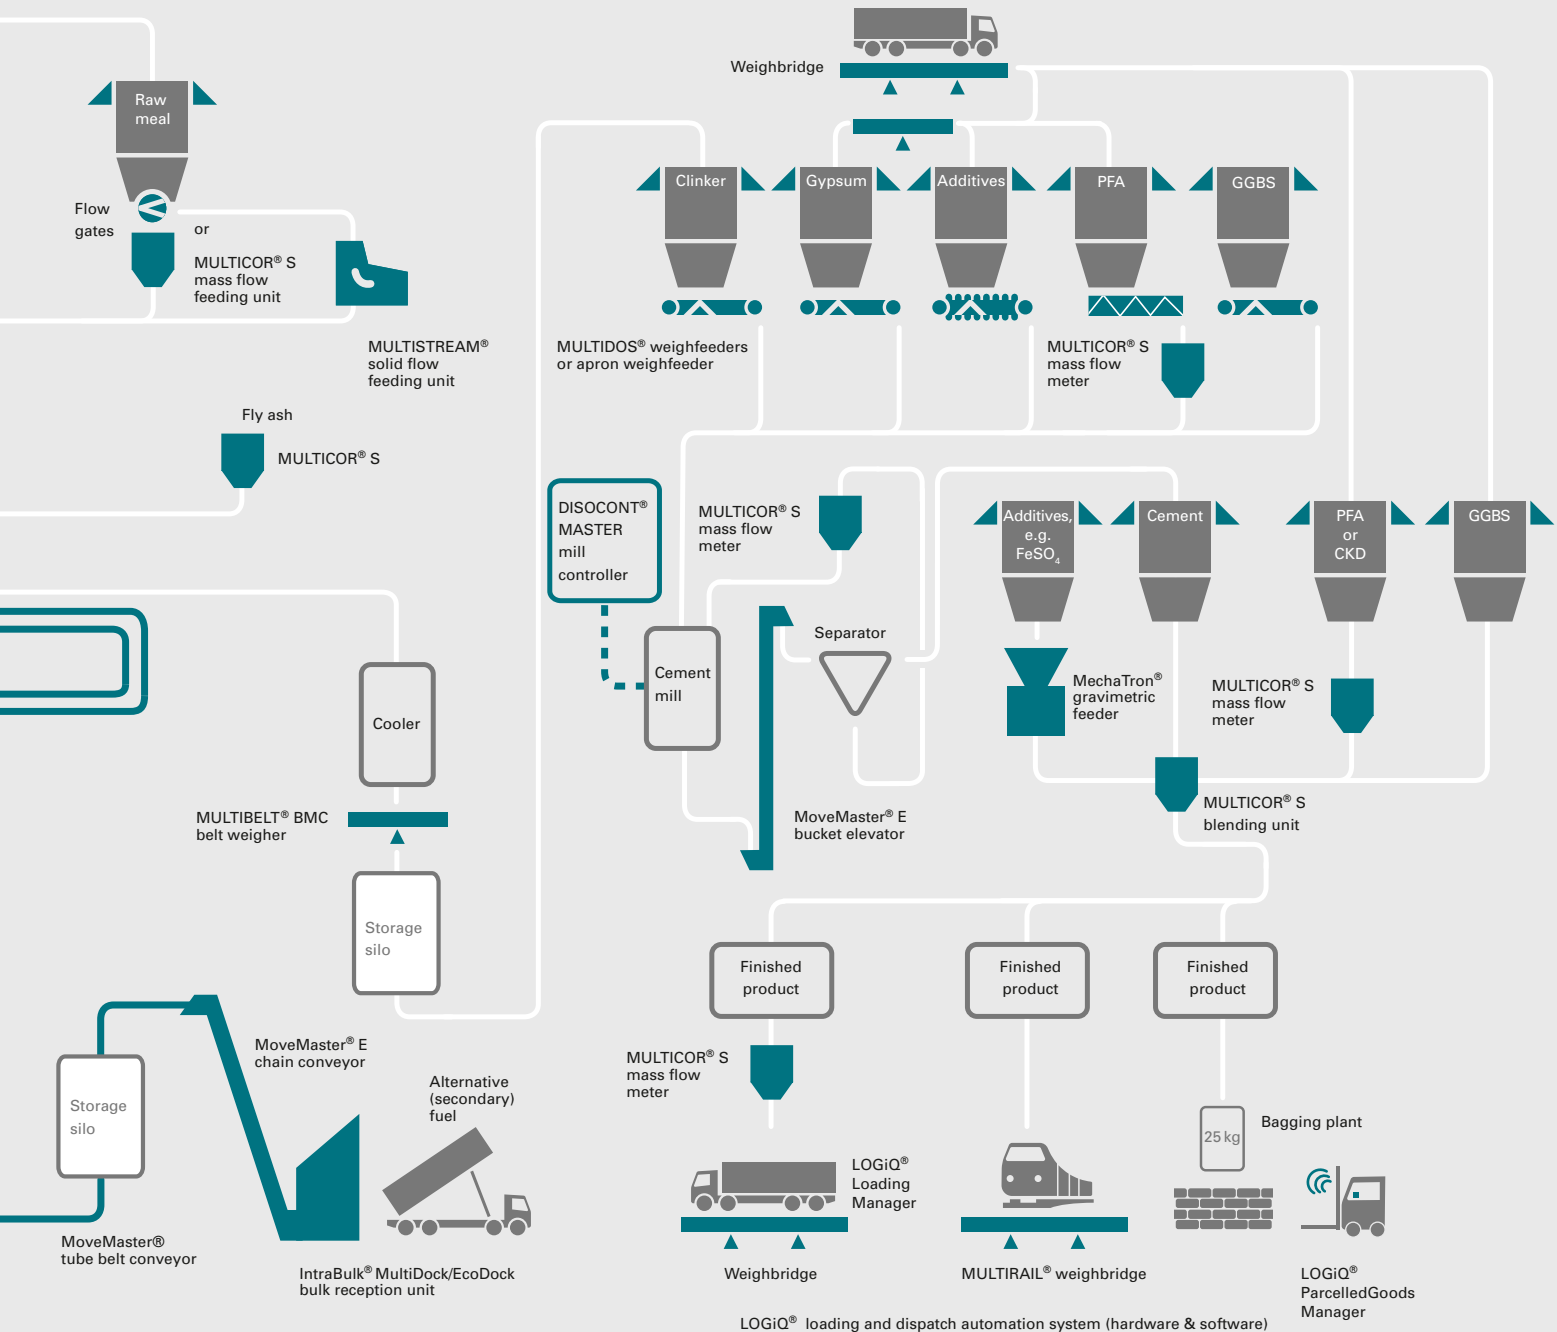 Weighbridge
Raw
meal
Flow
gates
or
MULTICOR® S
mass flow
feeding unit
MULTISTREAM®
solid flow
feeding unit
Clinker
Gypsum
Additives
PFA
GGBS
MULTIDOS® weighfeeders
or apron weighfeeder
MULTICOR® S
mass flow
meter
Fly ash
MULTICOR® S
DISOCONT®
MASTER
mill
controller
MULTICOR® S
mass flow
meter
Additives,
e.g.
FeSO₄
Cement
PFA
or
CKD
GGBS
Separator
Cement
mill
MechaTron®
gravimetric
feeder
MULTICOR® S
mass flow
meter
Cooler
MULTIBELT® BMC
belt weigher
MoveMaster® E
bucket elevator
MULTICOR® S
blending unit
Storage
silo
Finished
product
Finished
product
Finished
product
MoveMaster® E
chain conveyor
Storage
silo
Alternative
(secondary)
fuel
MULTICOR® S
mass flow
meter
25 kg
Bagging plant
LOGiQ®
Loading
Manager
MoveMaster®
tube belt conveyor
IntraBulk® MultiDock/EcoDock
bulk reception unit
Weighbridge
MULTIRAIL® weighbridge
LOGiQ®
ParcelledGoods
Manager
LOGiQ® loading and dispatch automation system (hardware & software)